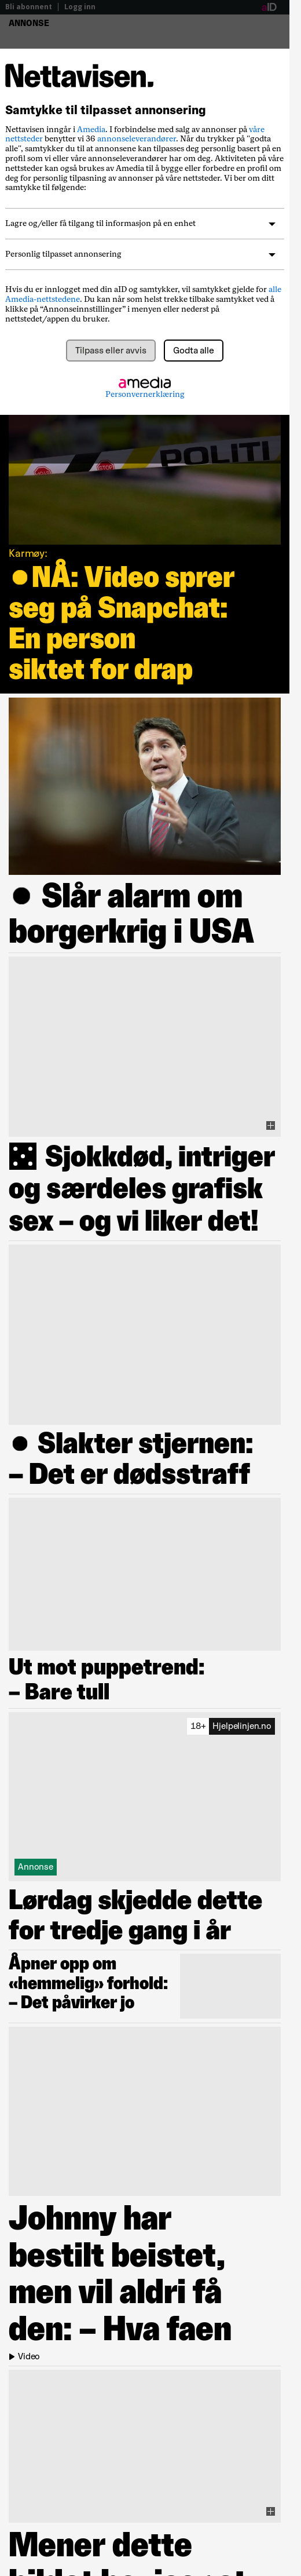 Bli abonnent | Logg inn
aID
ANNONSE
Nettavisen.
Samtykke til tilpasset annonsering
Nettavisen inngår i Amedia. I forbindelse med salg av annonser på våre
nettsteder benytter vi 36 annonseleverandører. Når du trykker på "godta
alle", samtykker du til at annonsene kan tilpasses deg personlig basert på en
profil som vi eller våre annonseleverandører har om deg. Aktiviteten på våre
nettsteder kan også brukes av Amedia til å bygge eller forbedre en profil om
deg for personlig tilpasning av annonser på våre nettsteder. Vi ber om ditt
samtykke til følgende:
Lagre og/eller få tilgang til informasjon på en enhet
Personlig tilpasset annonsering
Hvis du er innlogget med din aID og samtykker, vil samtykket gjelde for alle
Amedia-nettstedene. Du kan når som helst trekke tilbake samtykket ved å
klikke på “Annonseinnstillinger” i menyen eller nederst på
nettstedet/appen du bruker.
Tilpass eller avvis
Godta alle
amedia
Personvernerklæring
POLITI
Karmøy:
NÅ: Video sprer
seg på Snapchat:
En person
siktet for drap
Slår alarm om
borgerkrig i USA
Sjokkdød, intriger
og særdeles grafisk
sex – og vi liker det!
Slakter stjernen:
– Det er dødsstraff
Ut mot puppetrend:
– Bare tull
18+ Hjelpelinjen.no
Annonse
Lørdag skjedde dette
for tredje gang i år
Åpner opp om
«hemmelig» forhold:
– Det påvirker jo
Johnny har
bestilt beistet,
men vil aldri få
den: – Hva faen
Video
Mener dette